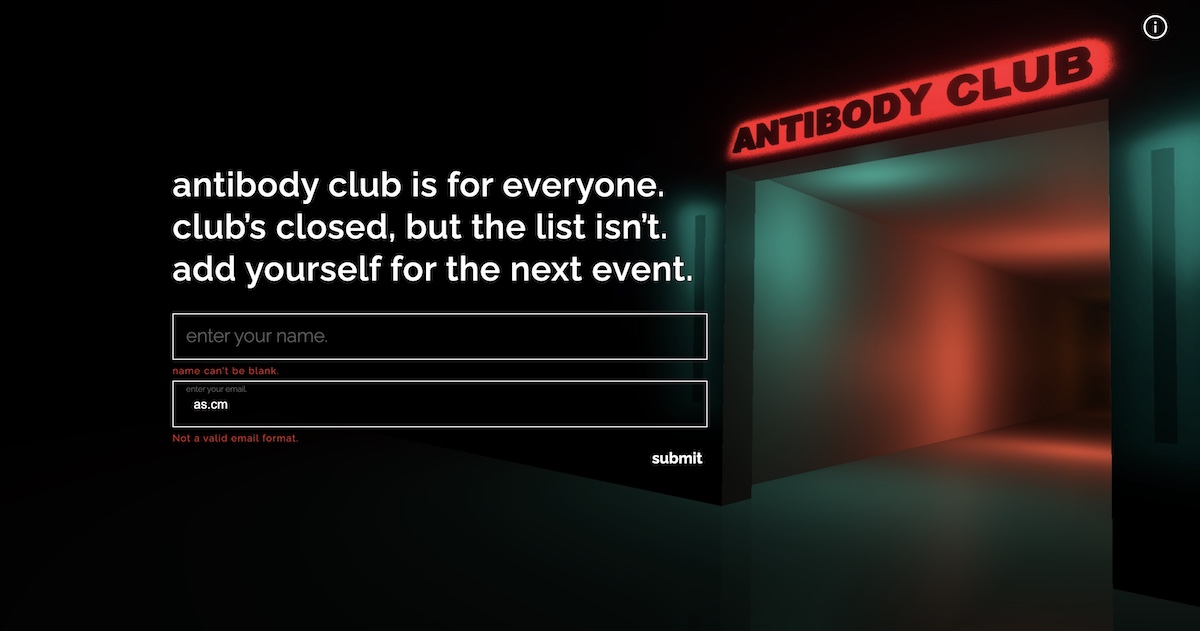 ANTIBODY CLUB
antibody club is for everyone.
club’s closed, but the list isn’t.
add yourself for the next event.
enter your name.
name can't be blank.
enter your email.
as.cm
Not a valid email format.
submit